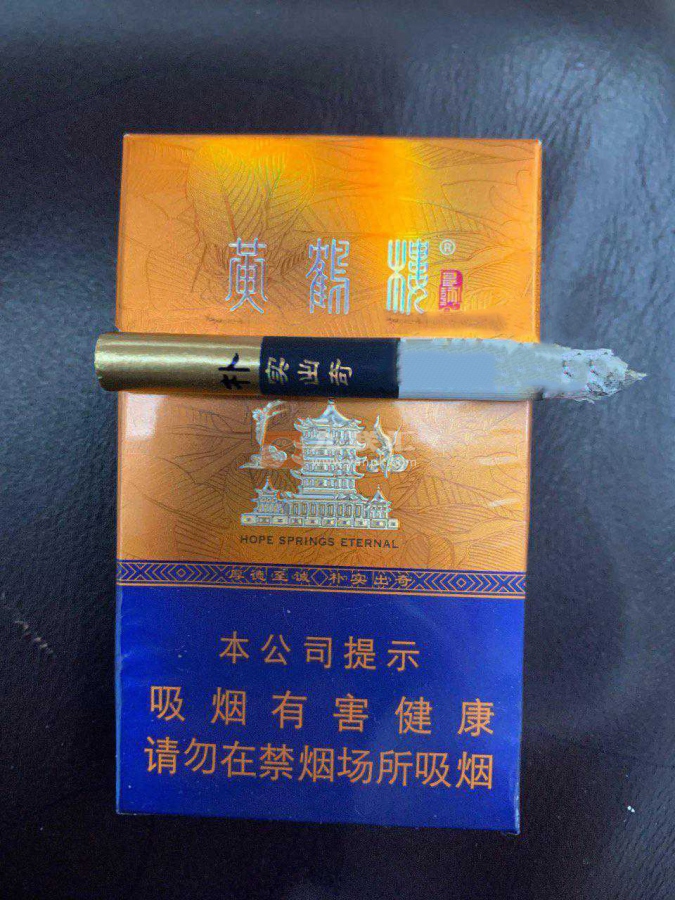 黄鹤楼®
HOPE
朴实出奇
HOPE SPRINGS ETERNAL
厚德至诚 朴实出奇
本公司提示
吸烟有害健康
请勿在禁烟场所吸烟